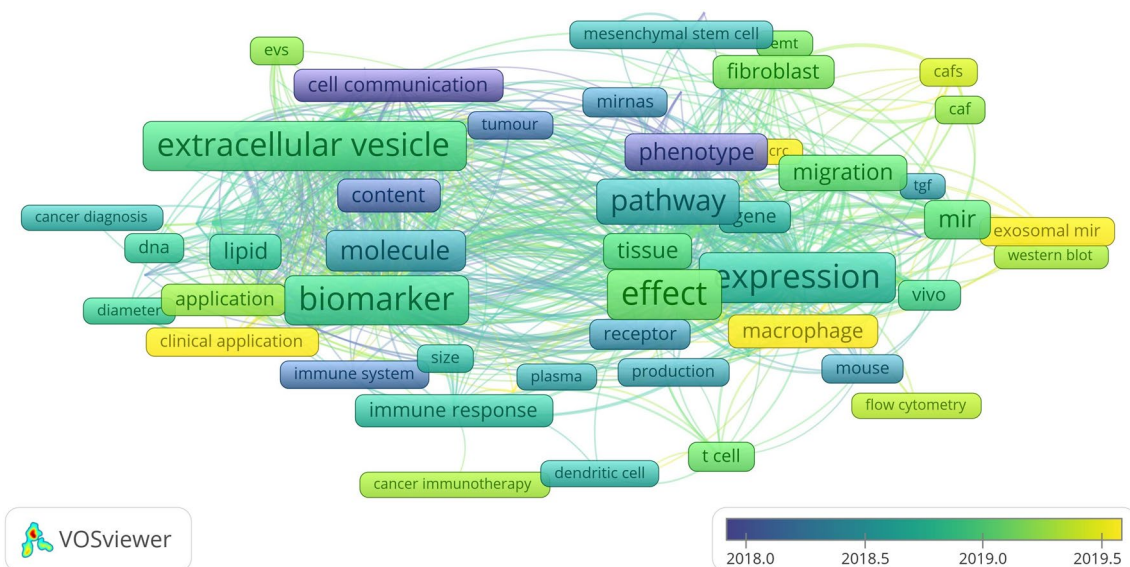 mesenchymal stem cell
emt
evs
fibroblast
cafs
cell communication
mirnas
caf
tumour
extracellular vesicle
phenotype
crc
migration
content
pathway
tgf
cancer diagnosis
gene
mir
dna
lipid
molecule
tissue
exosomal mir
western blot
expression
application
biomarker
effect
vivo
diameter
clinical application
receptor
macrophage
size
immune system
plasma
production
mouse
immune response
flow cytometry
t cell
dendritic cell
cancer immunotherapy
VOSviewer
2018.0 2018.5 2019.0 2019.5